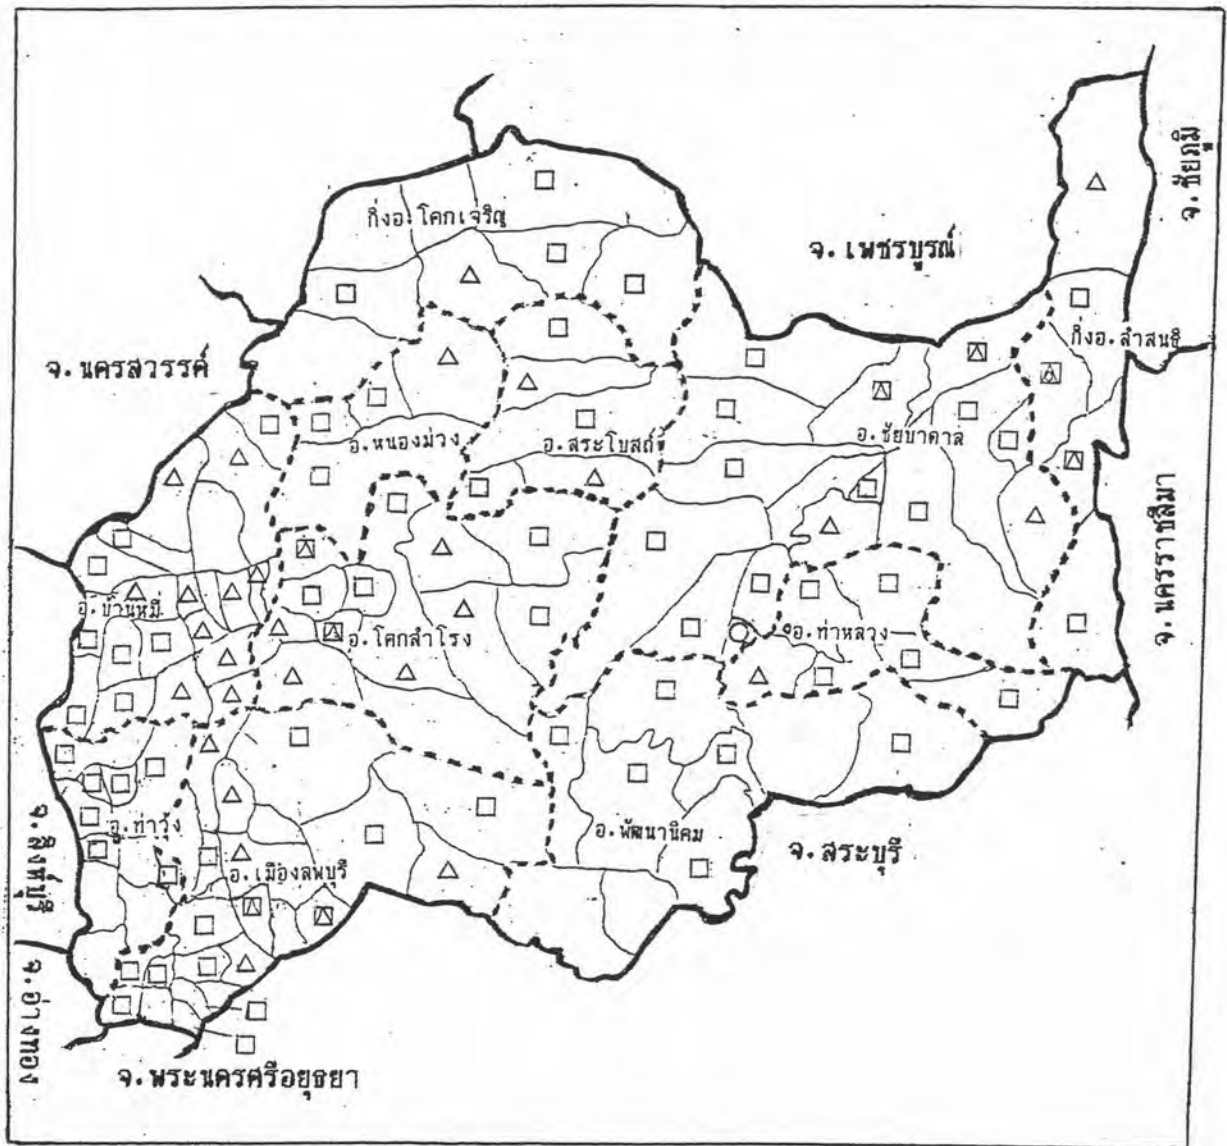 จ. ชัยภูมิ
กิ่งอ. โคกเจริญ
จ. เพชรบูรณ์
กิ่งอ. ลำสนธิ
จ. นครสวรรค์
อ. หนองม่วง
อ. สระโบสถ์
อ. ชัยบาดาล
จ. นครราชสีมา
อ. บ้านหมี่
อ. โคกสำโรง
อ. ท่าหลวง
อ. ท่าวุ้ง
อ. พัฒนานิคม
จ. สระบุรี
จ. สิงห์บุรี
อ. เมืองลพบุรี
จ. อ่างทอง
จ. พระนครศรีอยุธยา